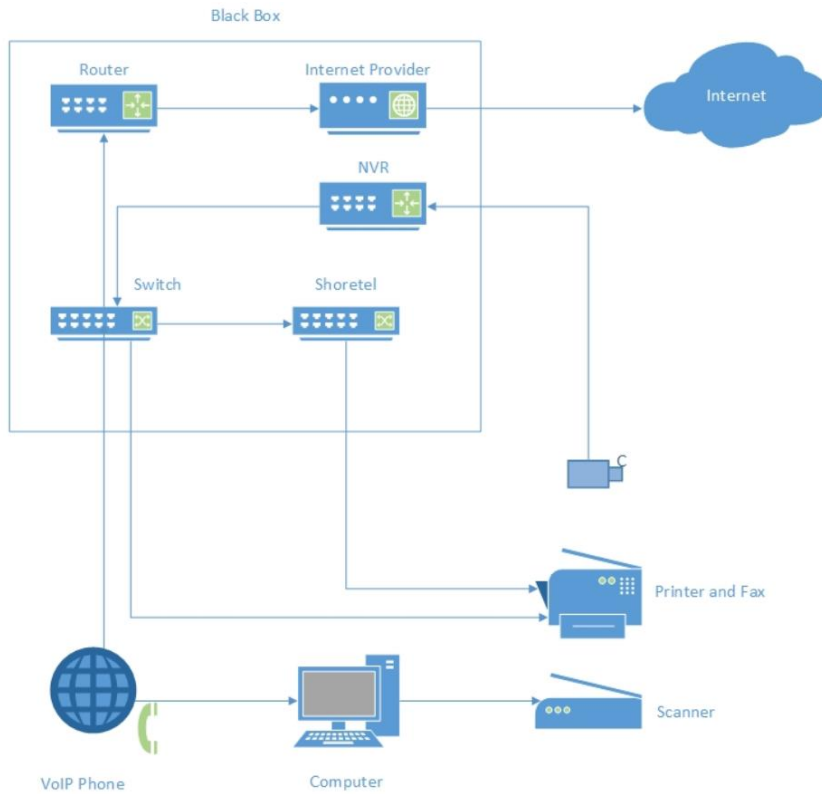 Black Box
Router
Internet Provider
Internet
NVR
Switch
Shoretel
C
Printer and Fax
Scanner
VoIP Phone
Computer